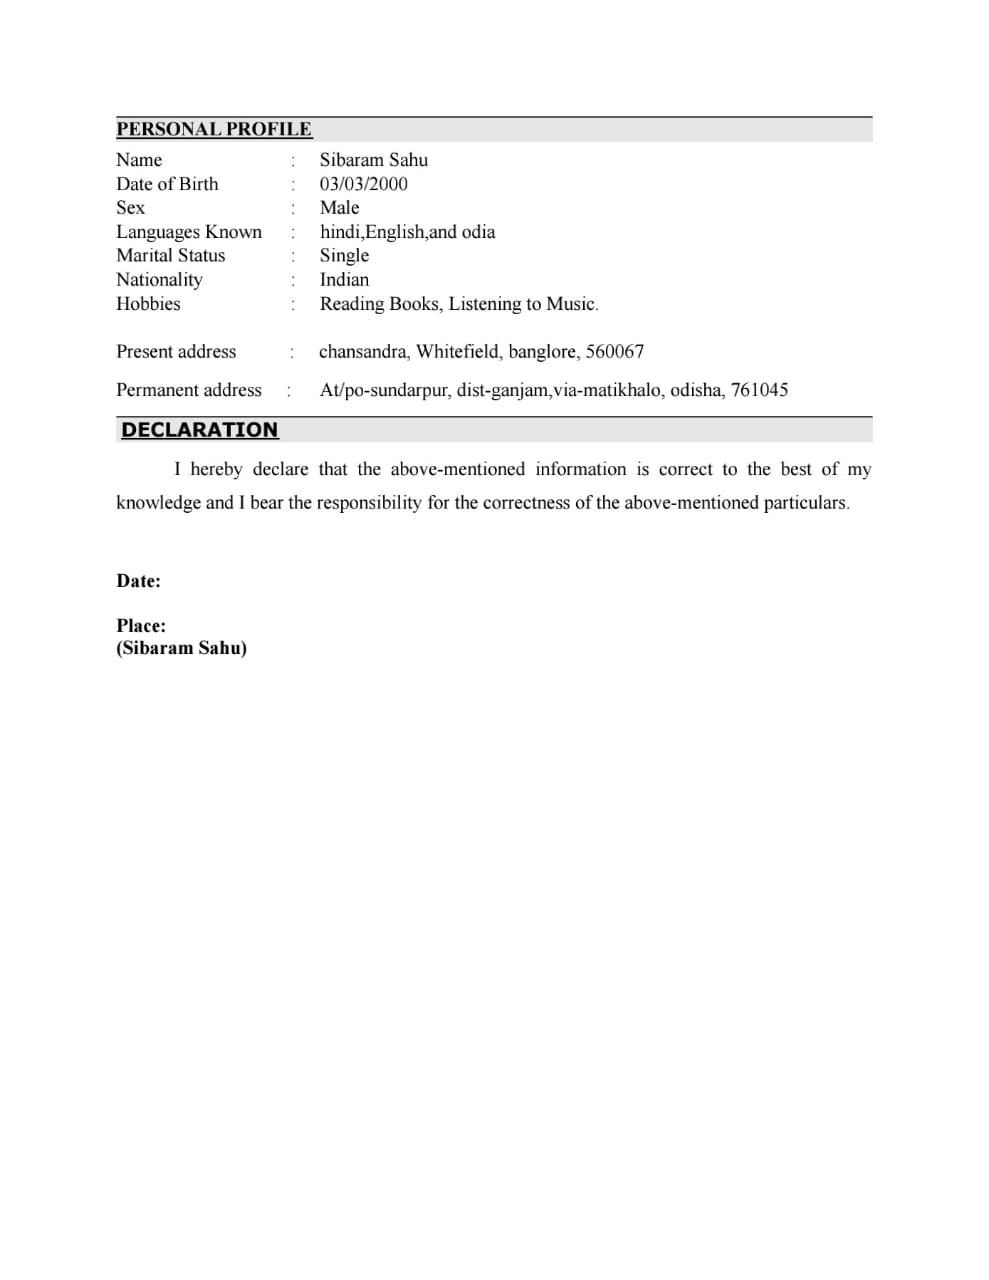 PERSONAL PROFILE
Name : Sibaram Sahu
Date of Birth : 03/03/2000
Sex : Male
Languages Known : hindi,English,and odia
Marital Status : Single
Nationality : Indian
Hobbies : Reading Books, Listening to Music.
Present address : chansandra, Whitefield, banglore, 560067
Permanent address : At/po-sundarpur, dist-ganjam,via-matikhalo, odisha, 761045
DECLARATION
I hereby declare that the above-mentioned information is correct to the best of my
knowledge and I bear the responsibility for the correctness of the above-mentioned particulars.
Date:
Place:
(Sibaram Sahu)